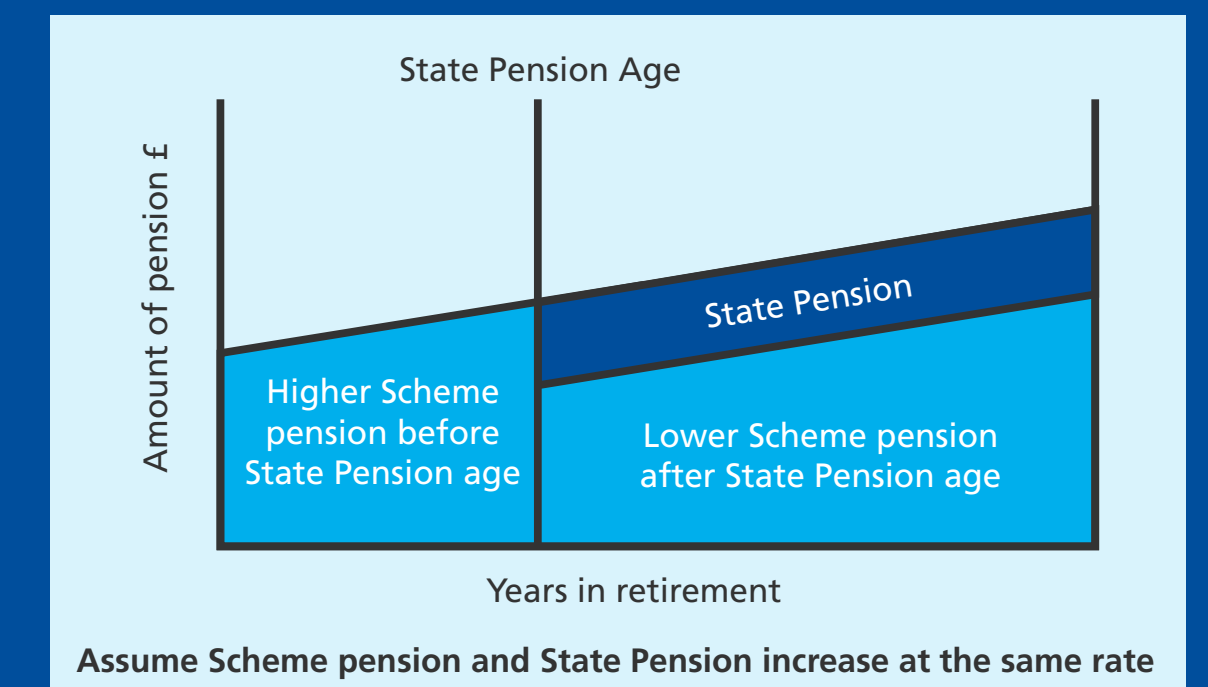 State Pension Age
Amount of pension £
State Pension
Higher Scheme
pension before
State Pension age
Lower Scheme pension
after State Pension age
Years in retirement
Assume Scheme pension and State Pension increase at the same rate